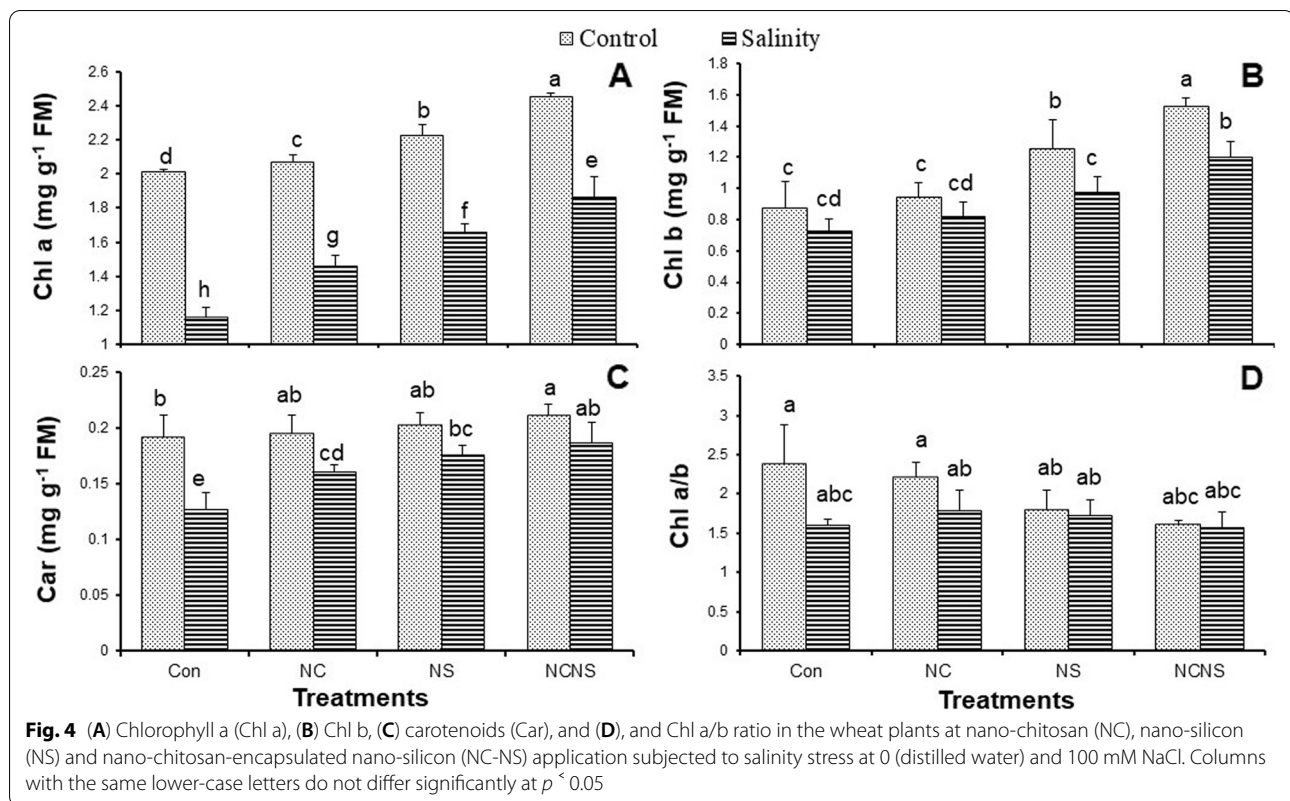 Control Salinity
A
Chl a (mg g-1 FM)
2.6
2.4
2.2
2
1.8
1.6
1.4
1.2
1
d h c g b f a e
B
Chl b (mg g-1 FM)
1.8
1.6
1.4
1.2
1
0.8
0.6
0.4
0.2
0
c cd c cd b c a b
C
Car (mg g-1 FM)
0.25
0.2
0.15
0.1
0.05
0
b e ab cd ab bc a ab
Con NC NS NCNS
Treatments
D
Chl a/b
3.5
3
2.5
2
1.5
1
0.5
0
a abc a ab ab ab abc abc
Con NC NS NCNS
Treatments
Fig. 4 (A) Chlorophyll a (Chl a), (B) Chl b, (C) carotenoids (Car), and (D), and Chl a/b ratio in the wheat plants at nano-chitosan (NC), nano-silicon
(NS) and nano-chitosan-encapsulated nano-silicon (NC-NS) application subjected to salinity stress at 0 (distilled water) and 100 mM NaCl. Columns
with the same lower-case letters do not differ significantly at p < 0.05